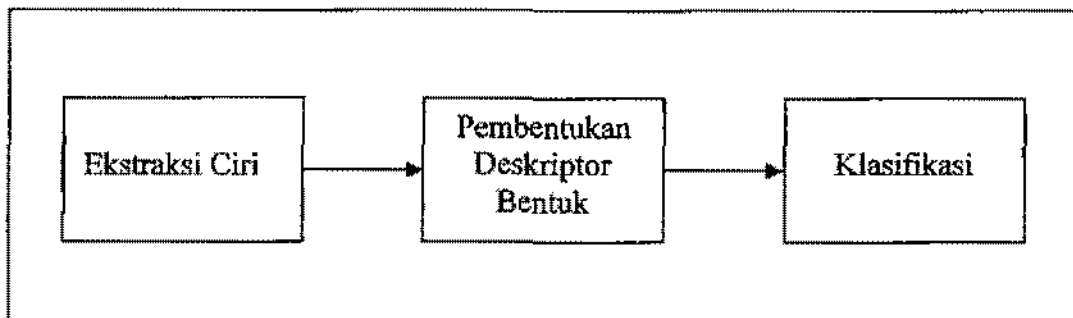 Ekstraksi Ciri
Pembentukan
Deskriptor
Bentuk
Klasifikasi